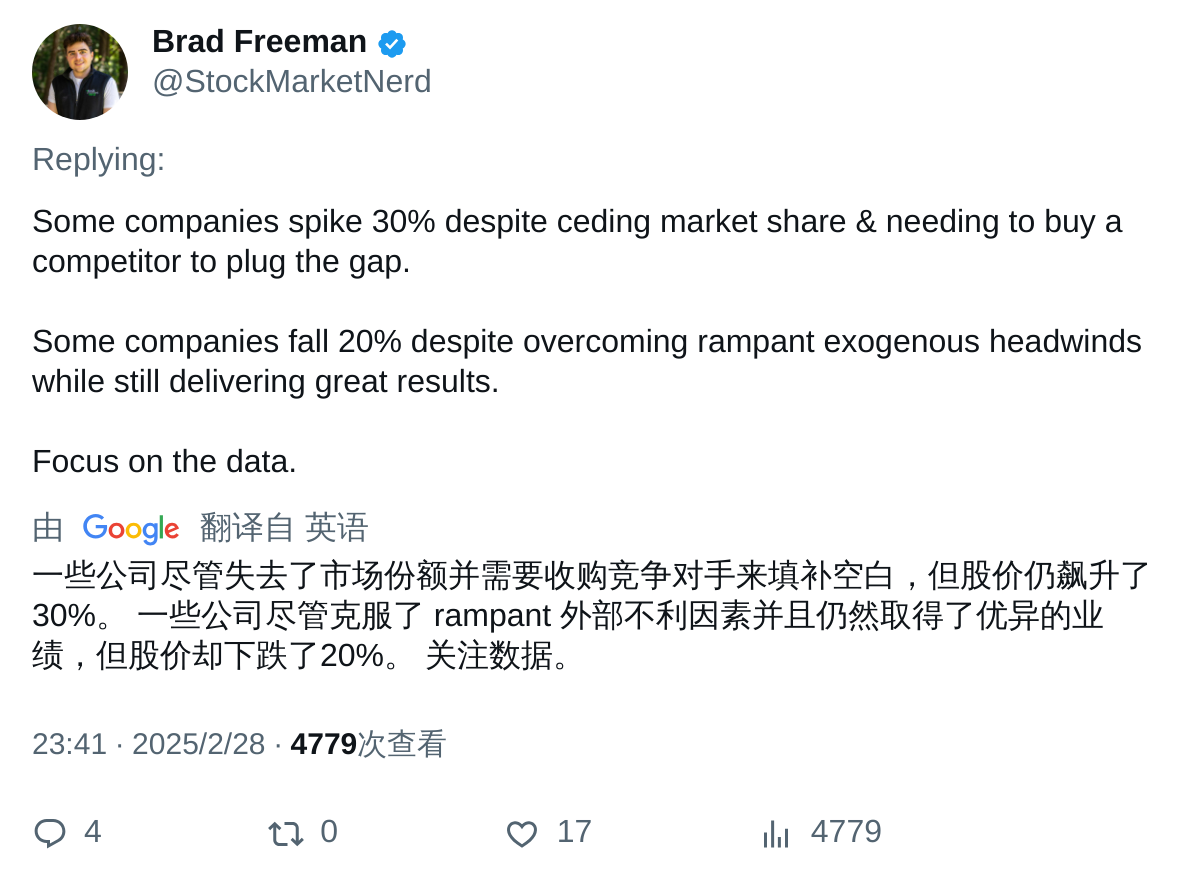 Brad Freeman
@StockMarketNerd
Replying:
Some companies spike 30% despite ceding market share & needing to buy a
competitor to plug the gap.
Some companies fall 20% despite overcoming rampant exogenous headwinds
while still delivering great results.
Focus on the data.
由 Google 翻译自 英语
一些公司尽管失去了市场份额并需要收购竞争对手来填补空白，但股价仍飙升了
30%。 一些公司尽管克服了 rampant 外部不利因素并且仍然取得了优异的业
绩，但股价却下跌了20%。 关注数据。
23:41 · 2025/2/28 · 4779次查看
4 0 17 4779